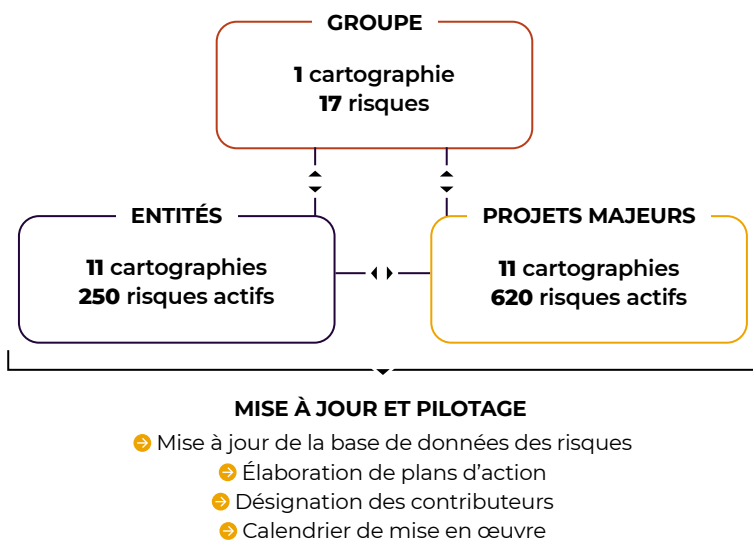 GROUPE
1 cartographie
17 risques
ENTITÉS
11 cartographies
250 risques actifs
PROJETS MAJEURS
11 cartographies
620 risques actifs
MISE À JOUR ET PILOTAGE
Mise à jour de la base de données des risques
Élaboration de plans d’action
Désignation des contributeurs
Calendrier de mise en œuvre